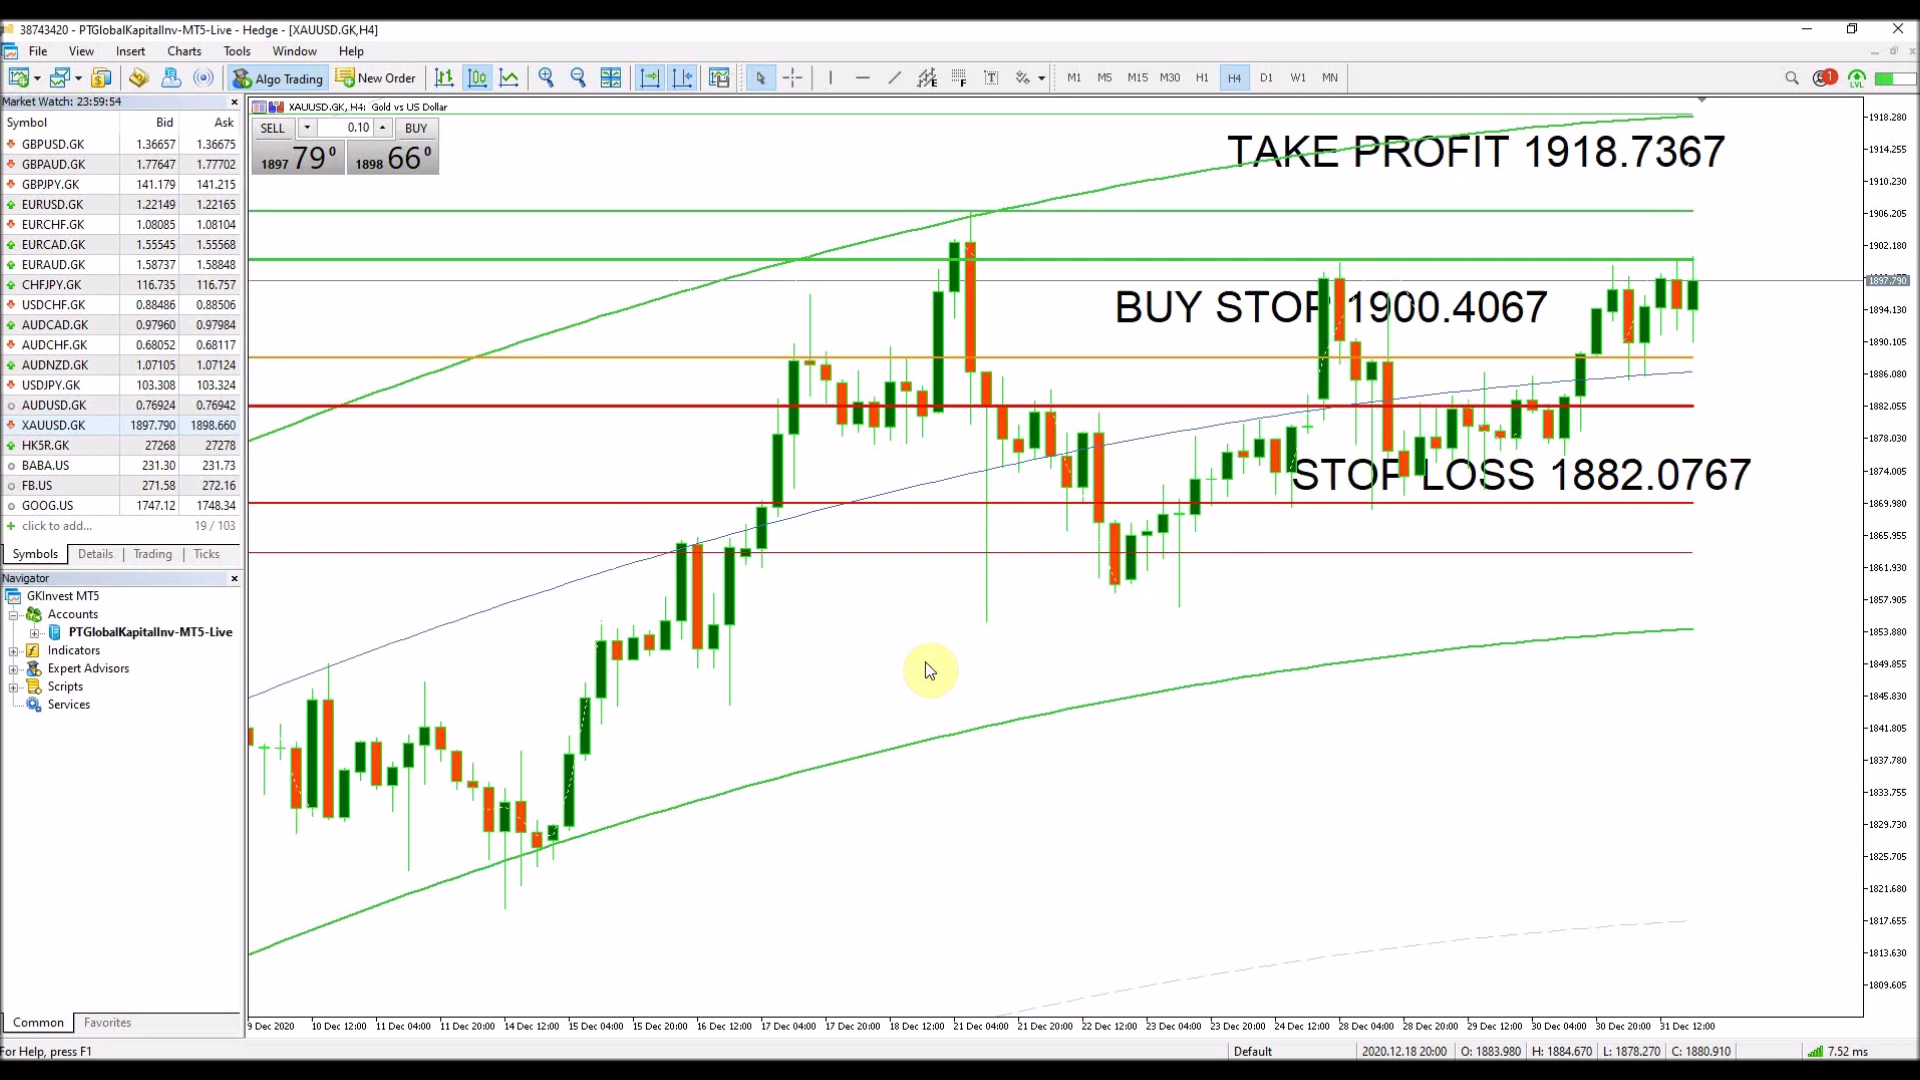 38743420 - PTGlobalKapitalInv-MT5-Live - Hedge - [XAUUSD.GK,H4]
File View Insert Charts Tools Window Help
Algo Trading New Order M1 M5 M15 M30 H1 H4 D1 W1 MN 1 LVL
Market Watch: 23:59:54
Symbol Bid Ask
GBPUSD.GK 1.36657 1.36675
GBPAUD.GK 1.77647 1.77702
GBPJPY.GK 141.179 141.215
EURUSD.GK 1.22149 1.22165
EURCHF.GK 1.08085 1.08104
EURCAD.GK 1.55545 1.55568
EURAUD.GK 1.58737 1.58848
CHFJPY.GK 116.735 116.757
USDCHF.GK 0.88486 0.88506
AUDCAD.GK 0.97960 0.97984
AUDCHF.GK 0.68052 0.68117
AUDNZD.GK 1.07105 1.07124
USDJPY.GK 103.308 103.324
AUDUSD.GK 0.76924 0.76942
XAUUSD.GK 1897.790 1898.660
HK5R.GK 27268 27278
BABA.US 231.30 231.73
FB.US 271.58 272.16
GOOG.US 1747.12 1748.34
click to add... 19 / 103
Symbols Details Trading Ticks
Navigator
GKInvest MT5
Accounts
PTGlobalKapitalInv-MT5-Live
Indicators
Expert Advisors
Scripts
Services
Common Favorites
XAUUSD.GK, H4: Gold vs US Dollar
SELL 0.10 BUY
1897 79 0 1898 66 0
TAKE PROFIT 1918.7367
BUY STOP 1900.4067
STOP LOSS 1882.0767
1918.280
1914.255
1910.230
1906.205
1902.180
1897.790
1894.130
1890.105
1886.080
1882.055
1878.030
1874.005
1869.980
1865.955
1861.930
1857.905
1853.880
1849.855
1845.830
1841.805
1837.780
1833.755
1829.730
1825.705
1821.680
1817.655
1813.630
1809.605
9 Dec 2020 10 Dec 12:00 11 Dec 04:00 11 Dec 20:00 14 Dec 12:00 15 Dec 04:00 15 Dec 20:00 16 Dec 12:00 17 Dec 04:00 17 Dec 20:00 18 Dec 12:00 21 Dec 04:00 21 Dec 20:00 22 Dec 12:00 23 Dec 04:00 23 Dec 20:00 24 Dec 12:00 28 Dec 04:00 28 Dec 20:00 29 Dec 12:00 30 Dec 04:00 30 Dec 20:00 31 Dec 12:00
For Help, press F1 Default 2020.12.18 20:00 O: 1883.980 H: 1884.670 L: 1878.270 C: 1880.910 7.52 ms